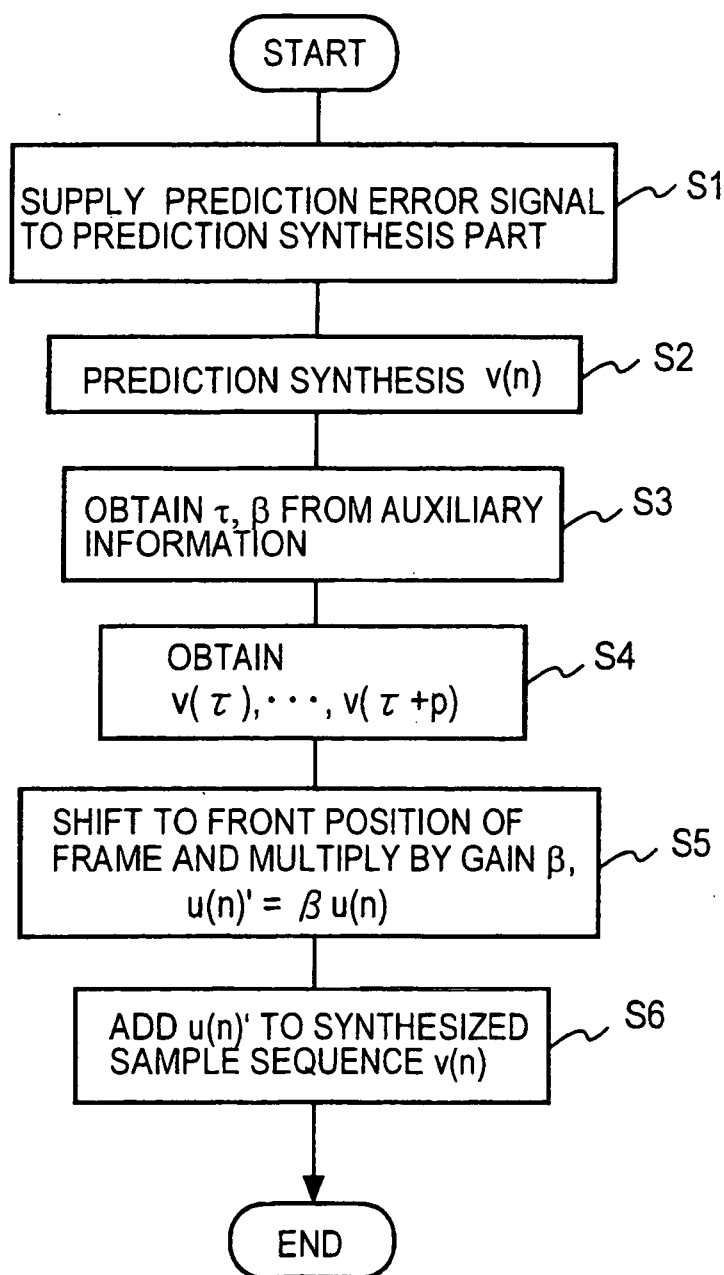 START
SUPPLY PREDICTION ERROR SIGNAL
TO PREDICTION SYNTHESIS PART
S1
PREDICTION SYNTHESIS v(n)
S2
OBTAIN τ, β FROM AUXILIARY
INFORMATION
S3
OBTAIN
v(τ),···, v(τ+p)
S4
SHIFT TO FRONT POSITION OF
FRAME AND MULTIPLY BY GAIN β,
u(n)' = β u(n)
S5
ADD u(n)' TO SYNTHESIZED
SAMPLE SEQUENCE v(n)
S6
END